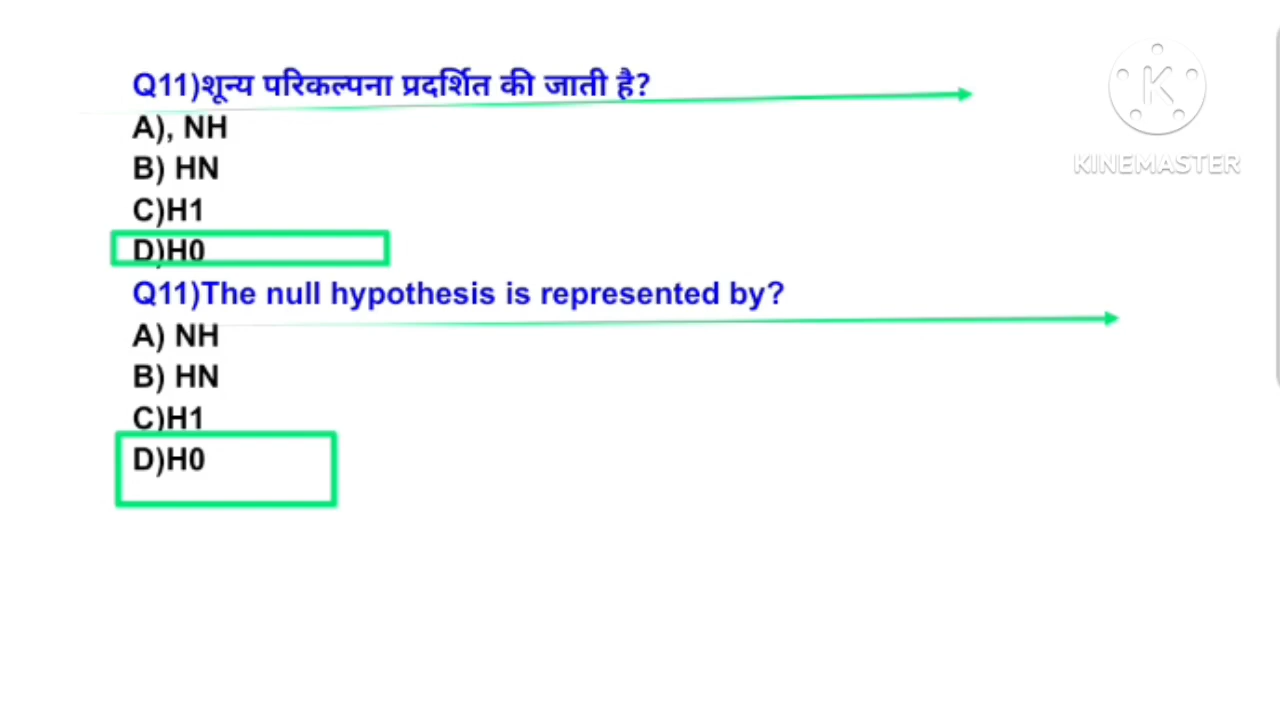 Q11)शून्य परिकल्पना प्रदर्शित की जाती है?
A), NH
B) HN
C)H1
D)H0
Q11)The null hypothesis is represented by?
A) NH
B) HN
C)H1
D)H0
K
KINEMASTER